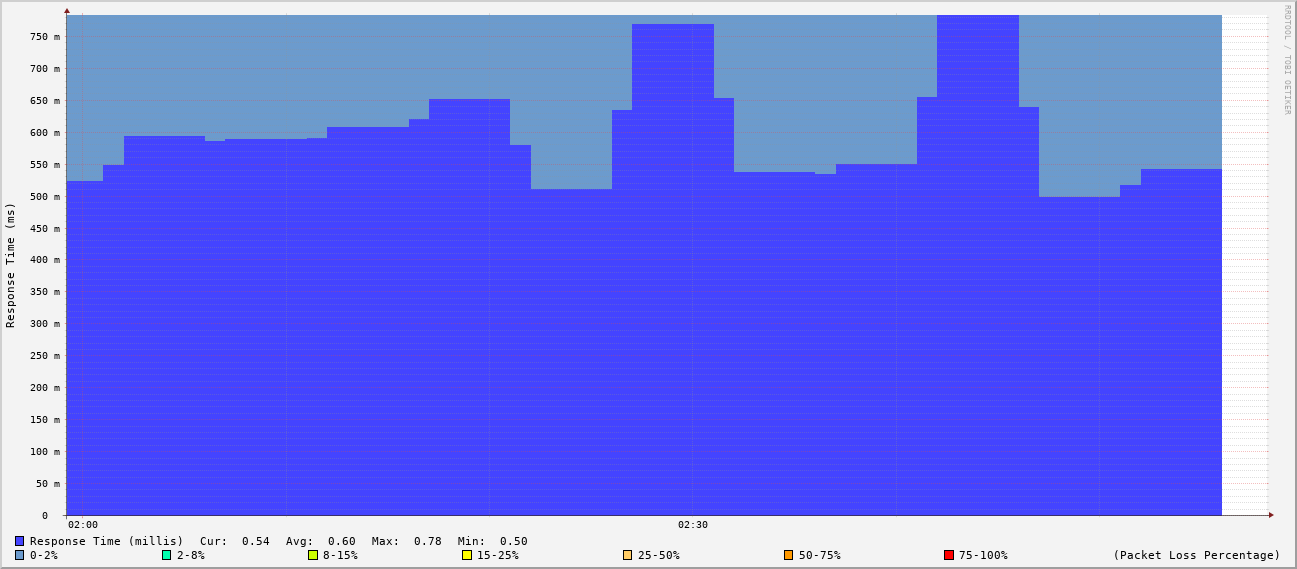 RRDTOOL / TOBI OETIKER
Response Time (ms)
750 m
700 m
650 m
600 m
550 m
500 m
450 m
400 m
350 m
300 m
250 m
200 m
150 m
100 m
50 m
0
02:00 02:30
Response Time (millis) Cur: 0.54 Avg: 0.60 Max: 0.78 Min: 0.50
0-2% 2-8% 8-15% 15-25% 25-50% 50-75% 75-100% (Packet Loss Percentage)